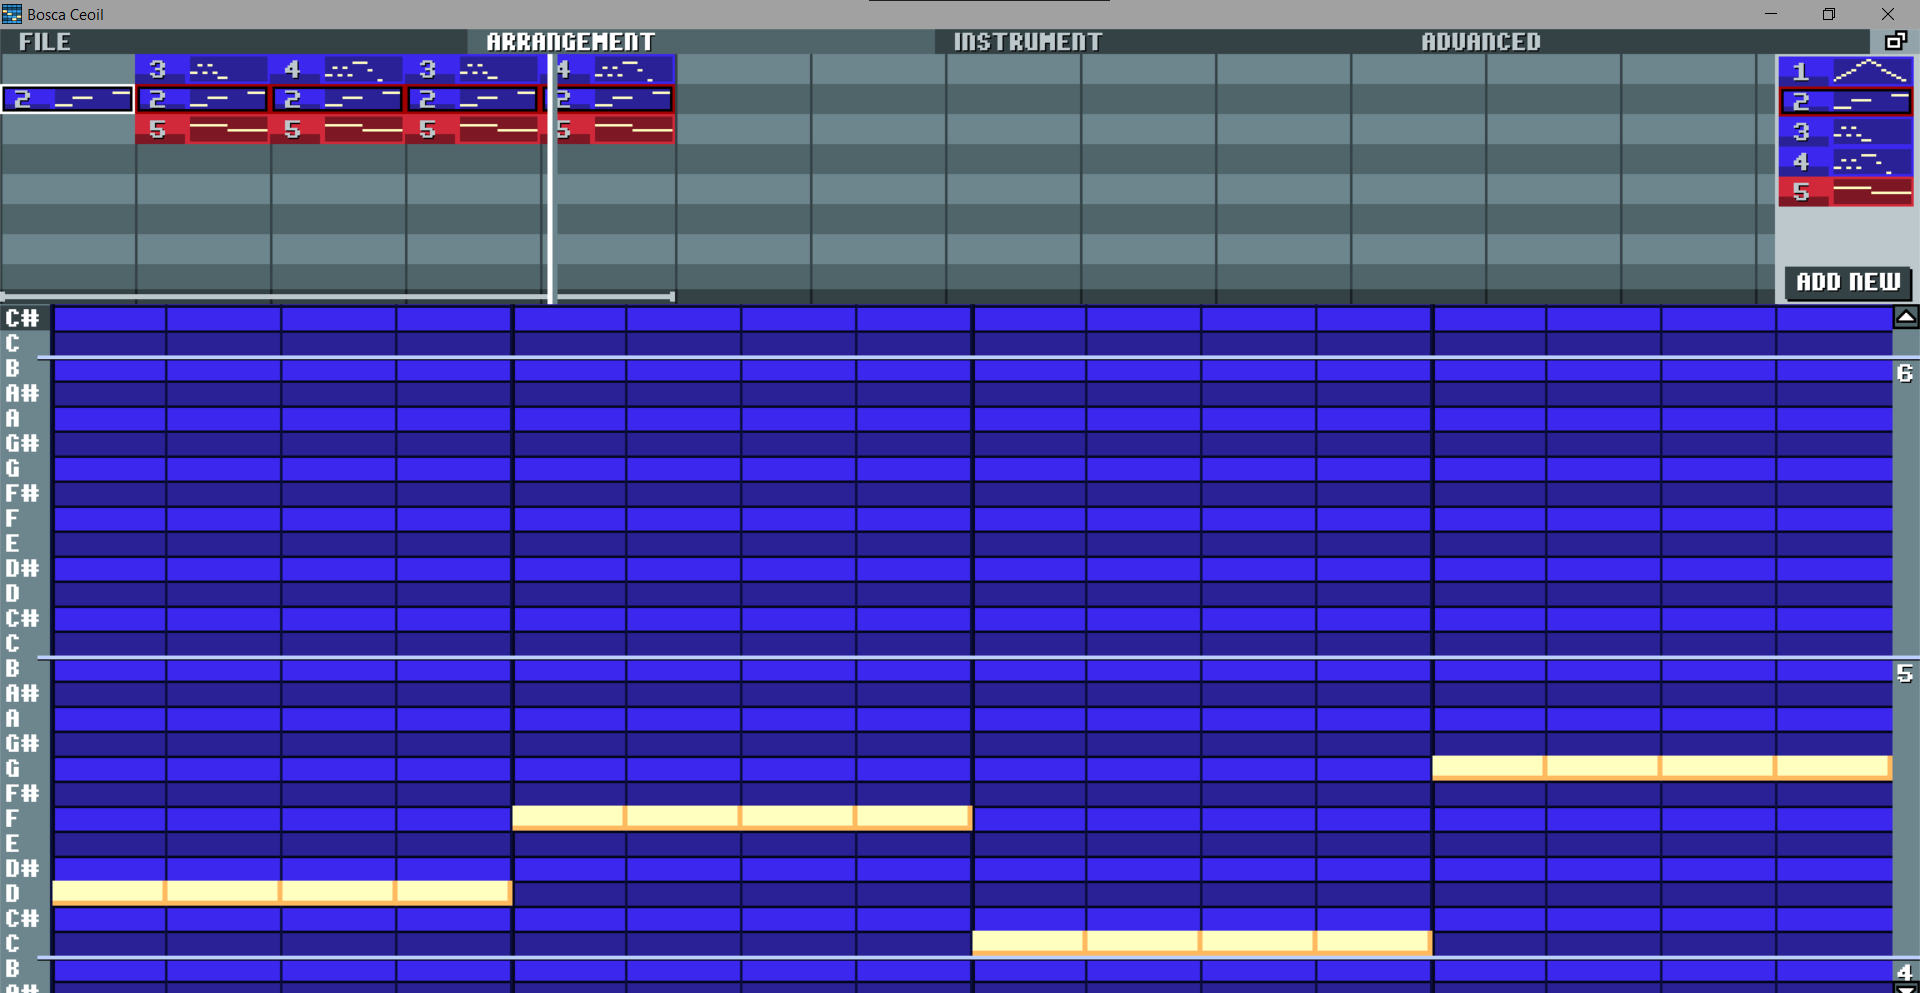 Bosca Ceoil
FILE ARRANGEMENT INSTRUMENT ADVANCED
3 4 3 4 1
2 2 2 2 2 2
5 5 5 5 3
4
5
ADD NEW
C#
C
B 6
A#
A
G#
G
F#
F
E
D#
D
C#
C
B 5
A#
A
G#
G
F#
F
E
D#
D
C#
C
B 4
A#